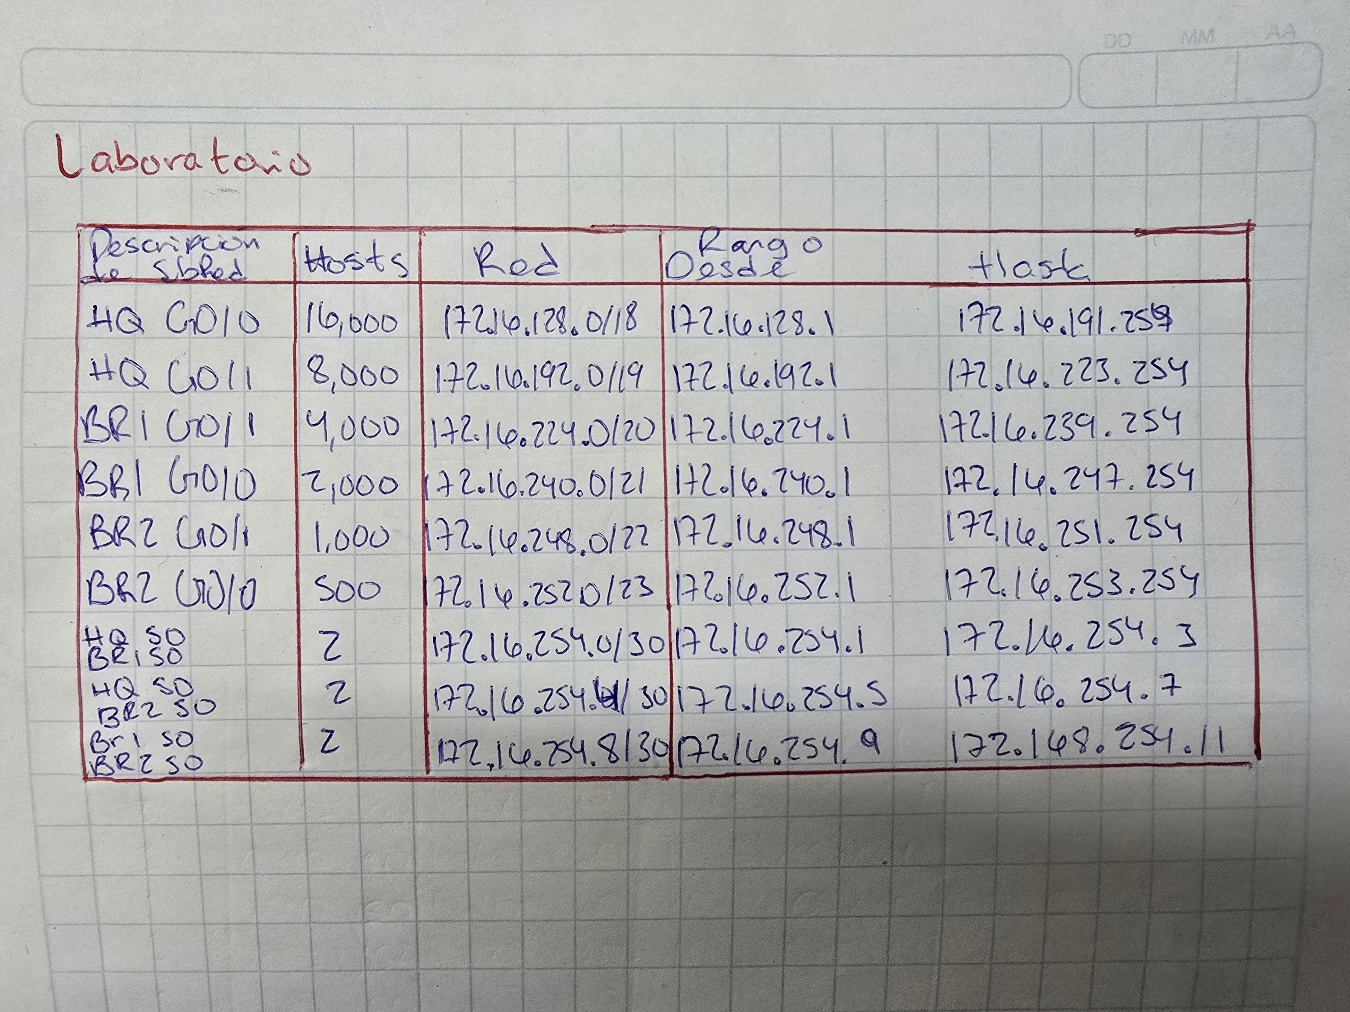 DD MM AA
Laboratorio
Descripcion de SbRed Hosts Red Rango Desde Hasta
HQ G0/0 16,000 172.16.128.0/18 172.16.128.1 172.16.191.254
HQ G0/1 8,000 172.16.192.0/19 172.16.192.1 172.16.223.254
BR1 G0/1 4,000 172.16.224.0/20 172.16.224.1 172.16.239.254
BR1 G0/0 2,000 172.16.240.0/21 172.16.240.1 172.16.247.254
BR2 G0/1 1,000 172.16.248.0/22 172.16.248.1 172.16.251.254
BR2 G0/0 500 172.16.252.0/23 172.16.252.1 172.16.253.254
HQ S0 BR1 S0 2 172.16.254.0/30 172.16.254.1 172.16.254.3
HQ S0 BR2 S0 2 172.16.254.4/30 172.16.254.5 172.16.254.7
Br1 S0 BR2 S0 2 172.16.254.8/30 172.16.254.9 172.168.254.11